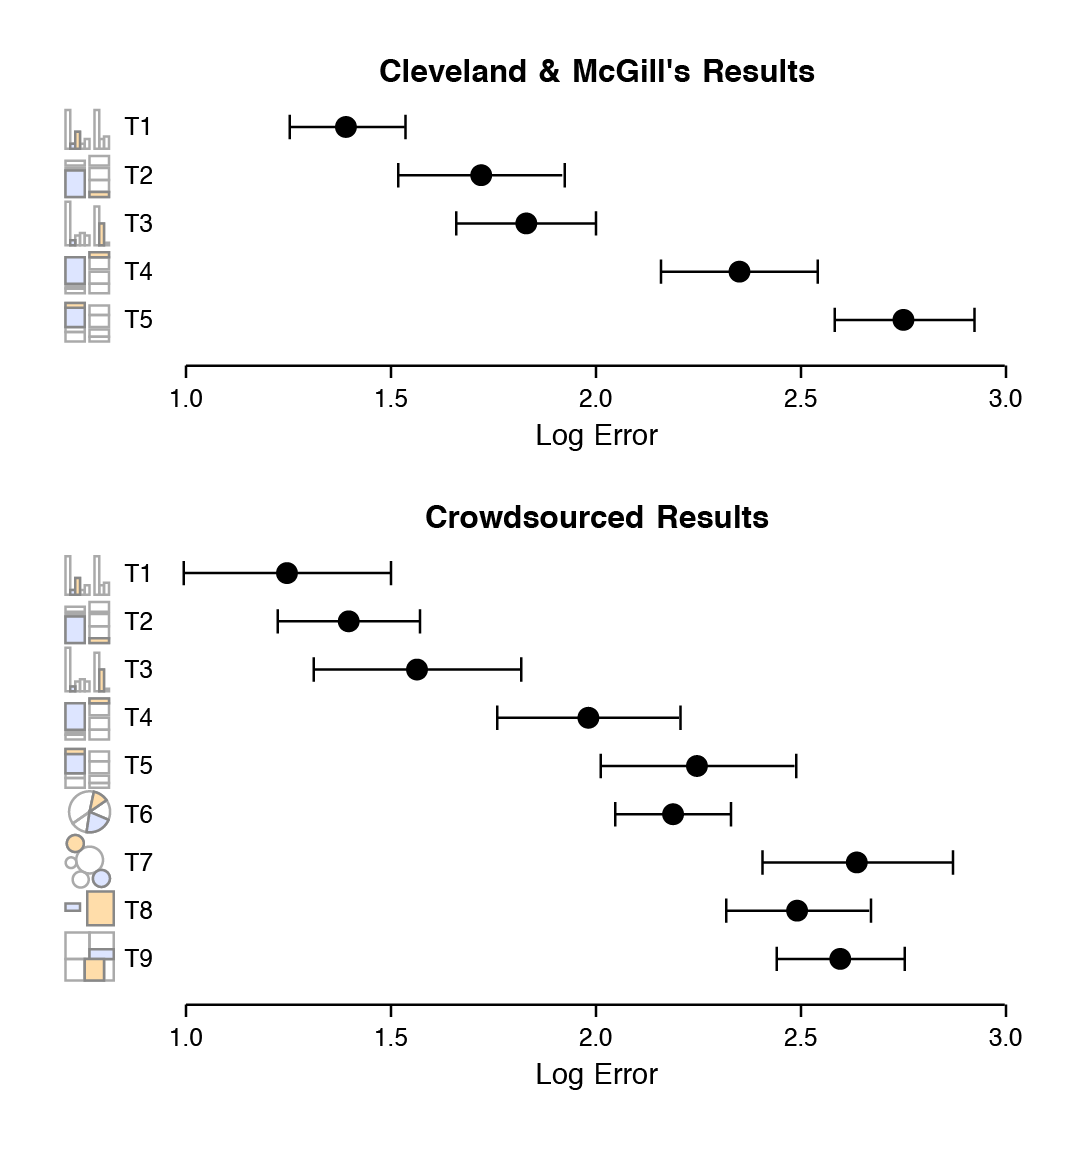 Cleveland & McGill's Results
T1
T2
T3
T4
T5
1.0 1.5 2.0 2.5 3.0
Log Error
Crowdsourced Results
T1
T2
T3
T4
T5
T6
T7
T8
T9
1.0 1.5 2.0 2.5 3.0
Log Error